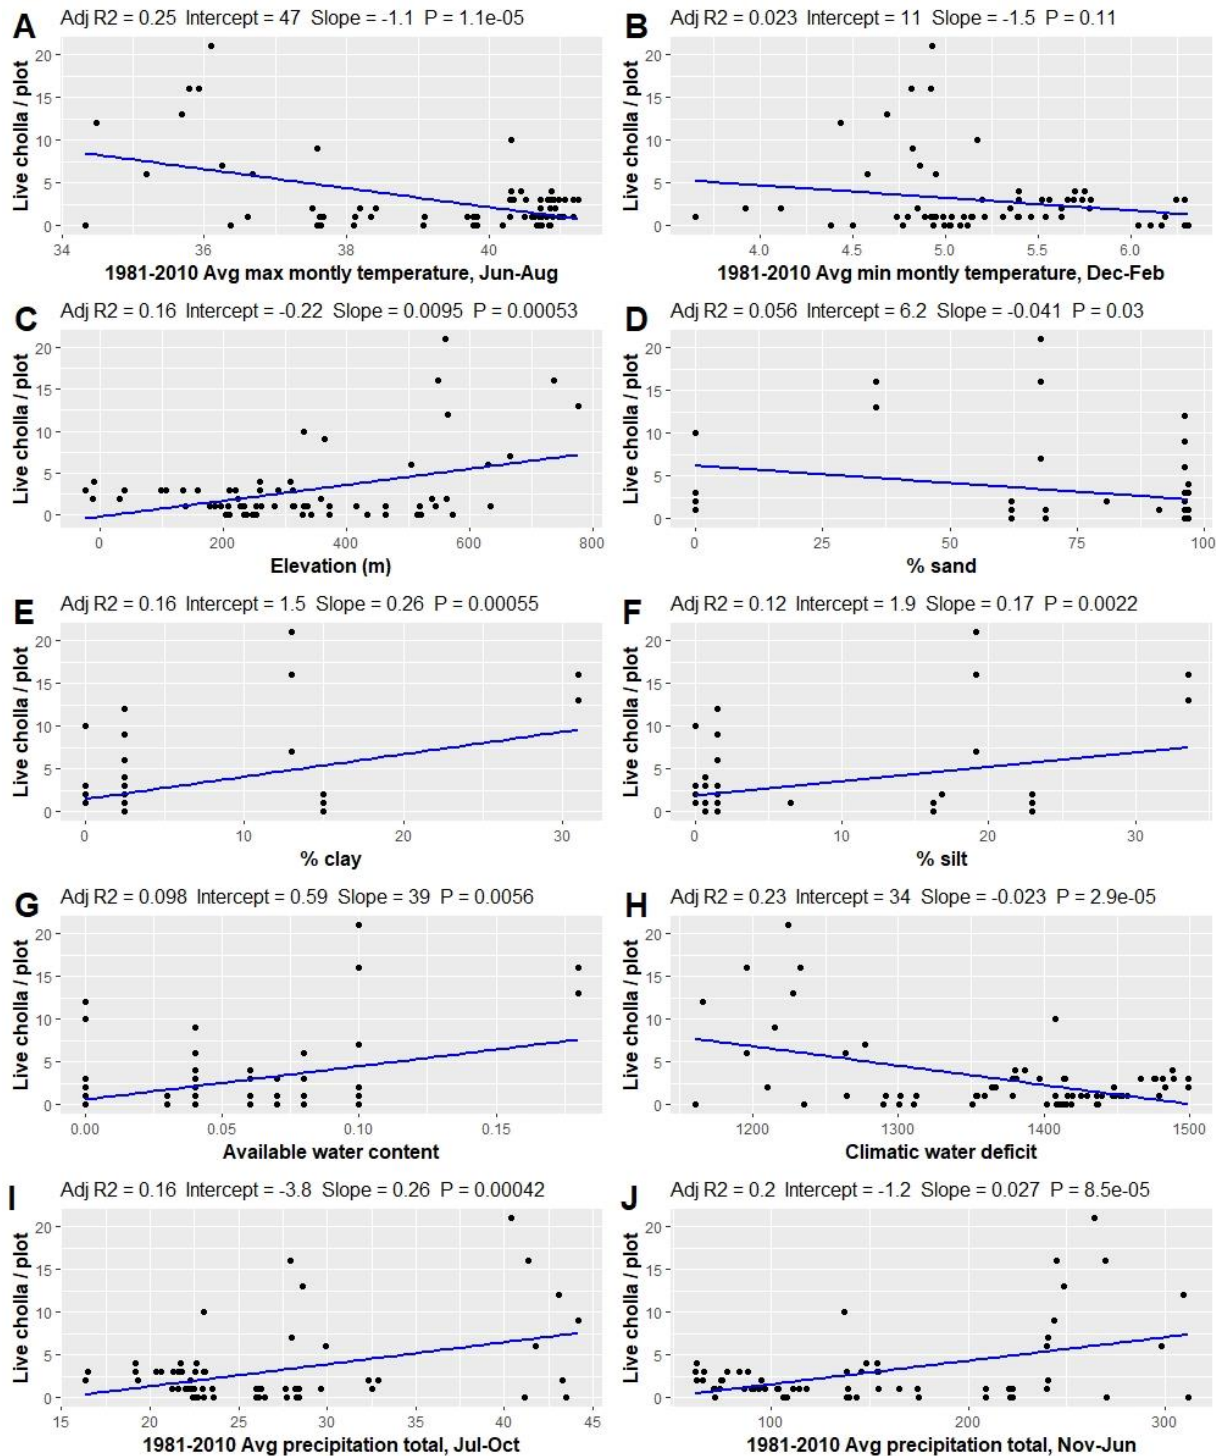 A Adj R2 = 0.25 Intercept = 47 Slope = -1.1 P = 1.1e-05
Live cholla / plot
20
15
10
5
0
34 36 38 40
1981-2010 Avg max montly temperature, Jun-Aug
B Adj R2 = 0.023 Intercept = 11 Slope = -1.5 P = 0.11
Live cholla / plot
20
15
10
5
0
4.0 4.5 5.0 5.5 6.0
1981-2010 Avg min montly temperature, Dec-Feb
C Adj R2 = 0.16 Intercept = -0.22 Slope = 0.0095 P = 0.00053
Live cholla / plot
20
15
10
5
0
0 200 400 600 800
Elevation (m)
D Adj R2 = 0.056 Intercept = 6.2 Slope = -0.041 P = 0.03
Live cholla / plot
20
15
10
5
0
0 25 50 75 100
% sand
E Adj R2 = 0.16 Intercept = 1.5 Slope = 0.26 P = 0.00055
Live cholla / plot
20
15
10
5
0
0 10 20 30
% clay
F Adj R2 = 0.12 Intercept = 1.9 Slope = 0.17 P = 0.0022
Live cholla / plot
20
15
10
5
0
0 10 20 30
% silt
G Adj R2 = 0.098 Intercept = 0.59 Slope = 39 P = 0.0056
Live cholla / plot
20
15
10
5
0
0.00 0.05 0.10 0.15
Available water content
H Adj R2 = 0.23 Intercept = 34 Slope = -0.023 P = 2.9e-05
Live cholla / plot
20
15
10
5
0
1200 1300 1400 1500
Climatic water deficit
I Adj R2 = 0.16 Intercept = -3.8 Slope = 0.26 P = 0.00042
Live cholla / plot
20
15
10
5
0
15 20 25 30 35 40 45
1981-2010 Avg precipitation total, Jul-Oct
J Adj R2 = 0.2 Intercept = -1.2 Slope = 0.027 P = 8.5e-05
Live cholla / plot
20
15
10
5
0
100 200 300
1981-2010 Avg precipitation total, Nov-Jun